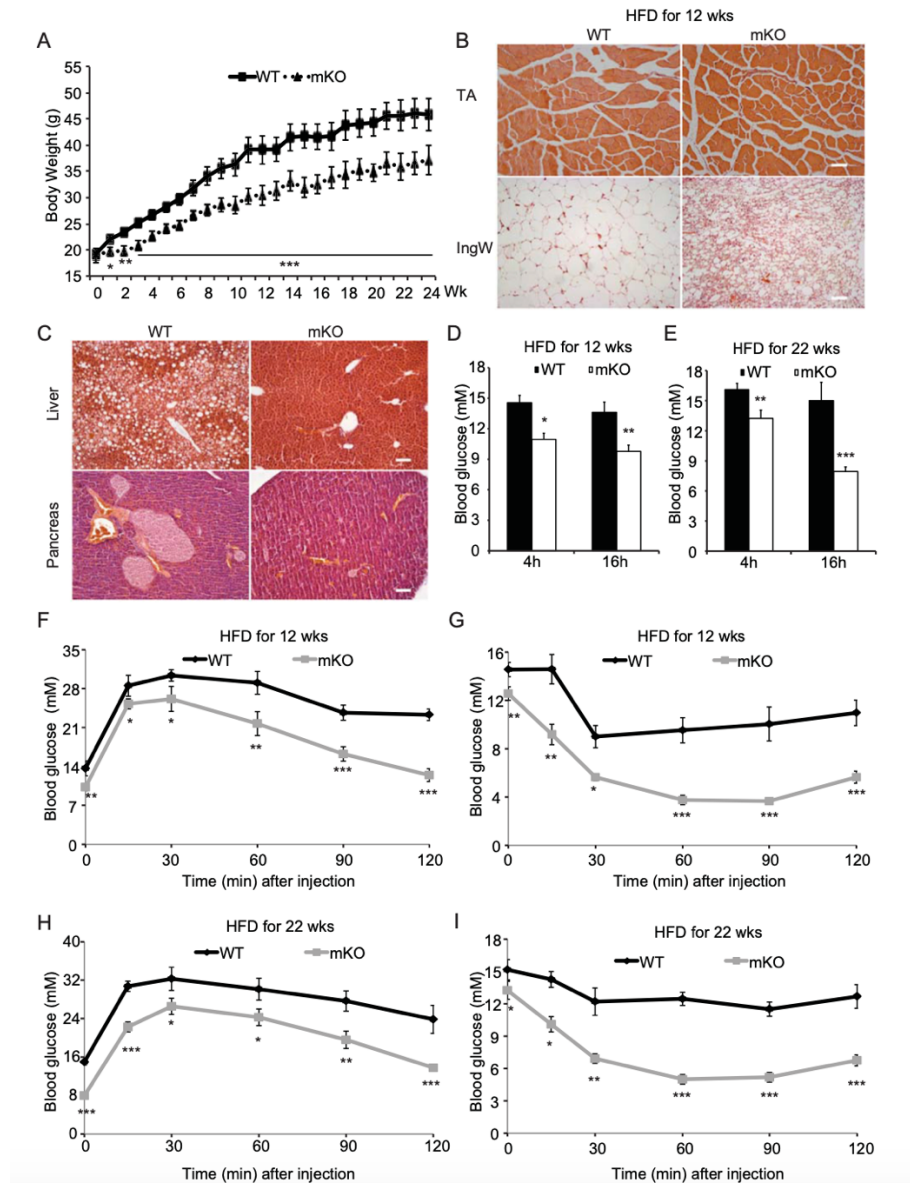 HFD for 12 wks
A
B
WT
mKO
TA
IngW
Body Weight (g)
WT
mKO
55
50
45
40
35
30
25
20
15
*
**
***
0
2
4
6
8
10
12
14
16
18
20
22
24
Wk
C
WT
mKO
Liver
Pancreas
D
HFD for 12 wks
WT
mKO
Blood glucose (mM)
18
15
12
9
6
3
0
*
**
4h
16h
E
HFD for 22 wks
WT
mKO
Blood glucose (mM)
18
15
12
9
6
3
0
**
***
4h
16h
F
HFD for 12 wks
WT
mKO
Blood glucose (mM)
35
28
21
14
7
0
**
*
*
**
***
***
0
30
60
90
120
Time (min) after injection
G
HFD for 12 wks
WT
mKO
Blood glucose (mM)
16
12
8
4
0
**
**
*
***
***
***
0
30
60
90
120
Time (min) after injection
H
HFD for 22 wks
WT
mKO
Blood glucose (mM)
40
32
24
16
8
0
***
***
*
*
**
***
0
30
60
90
120
Time (min) after injection
I
HFD for 22 wks
WT
mKO
Blood glucose (mM)
18
15
12
9
6
3
0
*
*
**
***
***
***
0
30
60
90
120
Time (min) after injection